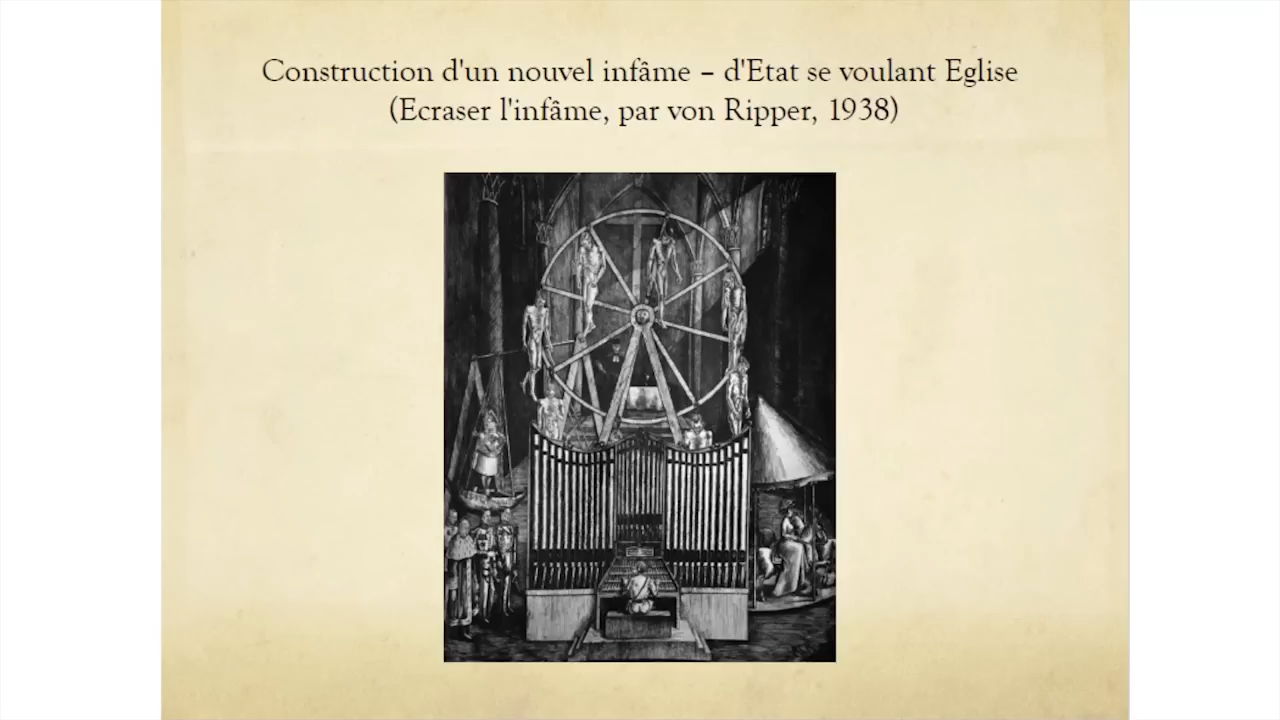 Construction d'un nouvel infâme – d'Etat se voulant Eglise
(Ecraser l'infâme, par von Ripper, 1938)